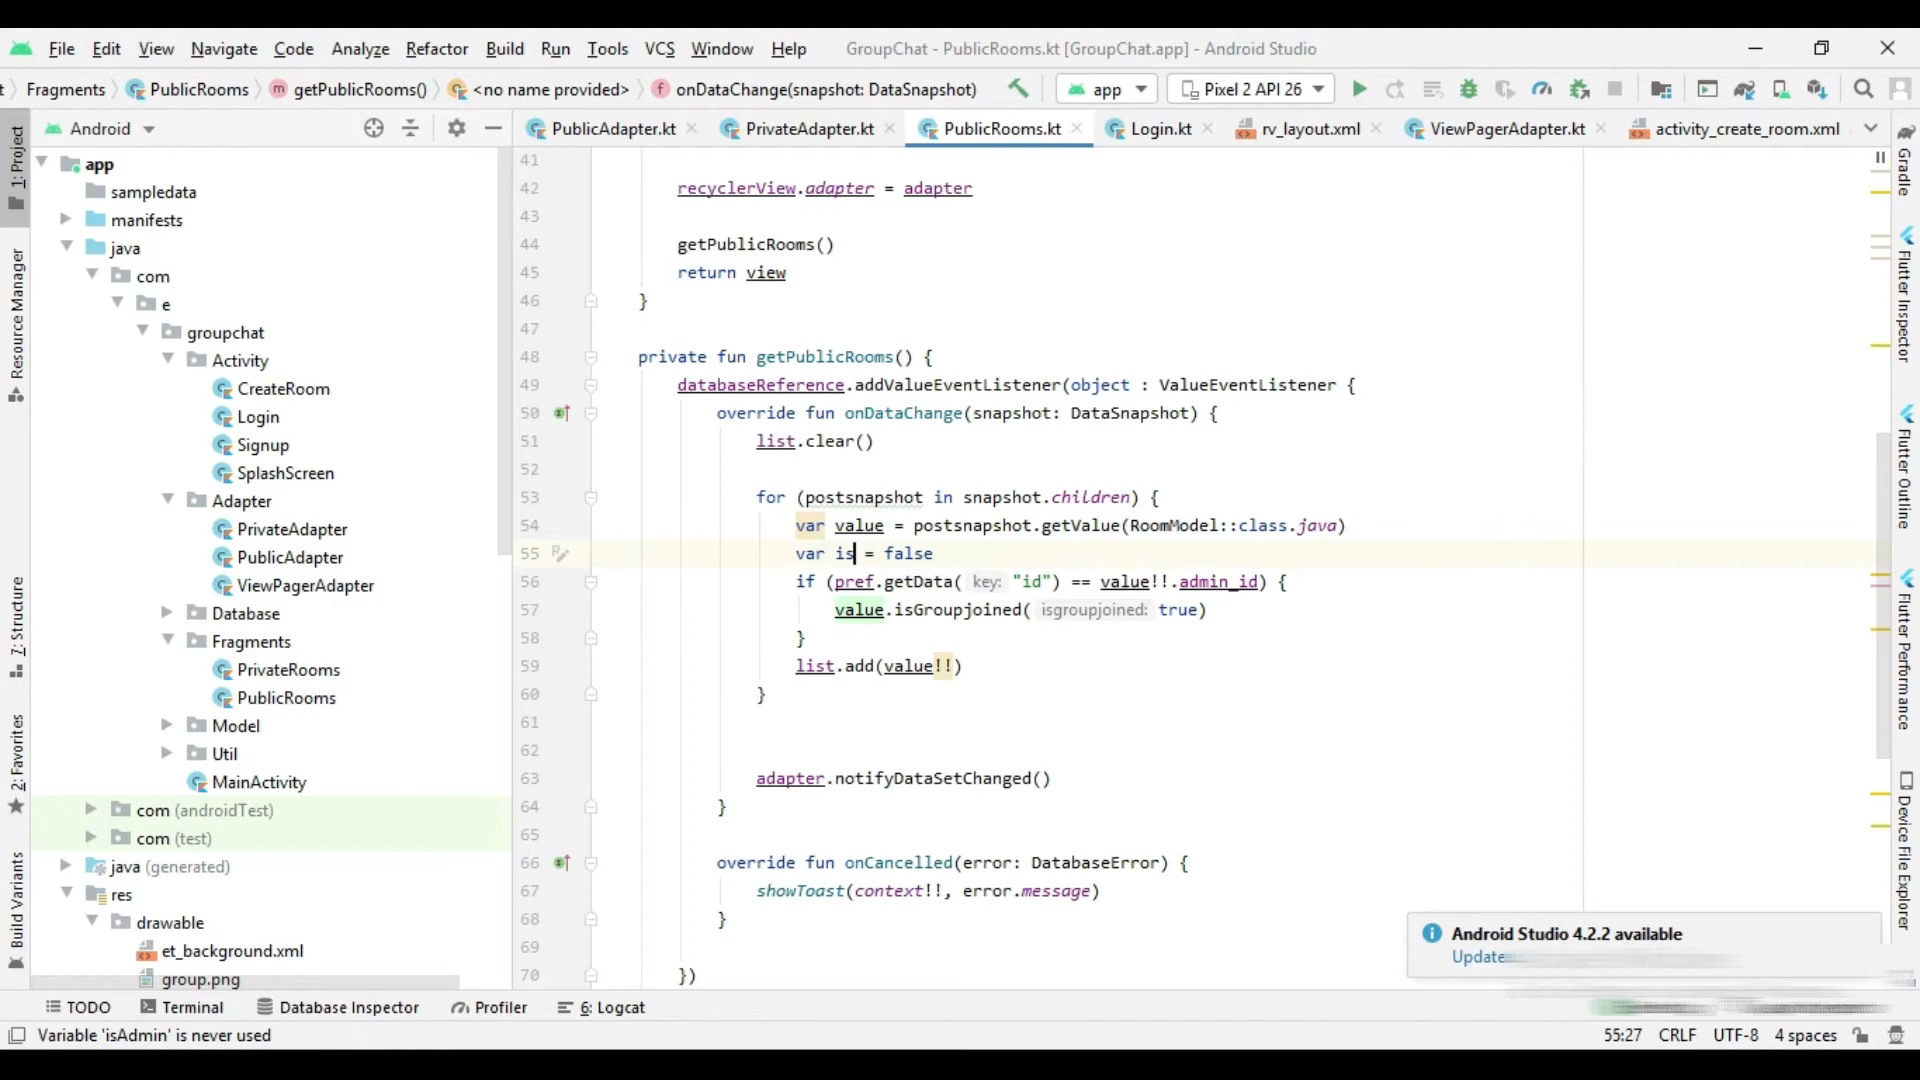 File Edit View Navigate Code Analyze Refactor Build Run Tools VCS Window Help GroupChat - PublicRooms.kt [GroupChat.app] - Android Studio
Fragments PublicRooms getPublicRooms() <no name provided> onDataChange(snapshot: DataSnapshot) app Pixel 2 API 26
Android
PublicAdapter.kt PrivateAdapter.kt PublicRooms.kt Login.kt rv_layout.xml ViewPagerAdapter.kt activity_create_room.xml
1: Project
Resource Manager
7: Structure
2: Favorites
Build Variants
app
sampledata
manifests
java
com
e
groupchat
Activity
CreateRoom
Login
Signup
SplashScreen
Adapter
PrivateAdapter
PublicAdapter
ViewPagerAdapter
Database
Fragments
PrivateRooms
PublicRooms
Model
Util
MainActivity
com (androidTest)
com (test)
java (generated)
res
drawable
et_background.xml
group.png
41
42 recyclerView.adapter = adapter
43
44 getPublicRooms()
45 return view
46 }
47
48 private fun getPublicRooms() {
49 databaseReference.addValueEventListener(object : ValueEventListener {
50 override fun onDataChange(snapshot: DataSnapshot) {
51 list.clear()
52
53 for (postsnapshot in snapshot.children) {
54 var value = postsnapshot.getValue(RoomModel::class.java)
55 var is = false
56 if (pref.getData( key: "id") == value!!.admin_id) {
57 value.isGroupjoined( isgroupjoined: true)
58 }
59 list.add(value!!)
60 }
61
62
63 adapter.notifyDataSetChanged()
64 }
65
66 override fun onCancelled(error: DatabaseError) {
67 showToast(context!!, error.message)
68 }
69
70 })
Gradle
Flutter Inspector
Flutter Outline
Flutter Performance
Device File Explorer
Android Studio 4.2.2 available
Update
TODO Terminal Database Inspector Profiler 6: Logcat
Variable 'isAdmin' is never used 55:27 CRLF UTF-8 4 spaces